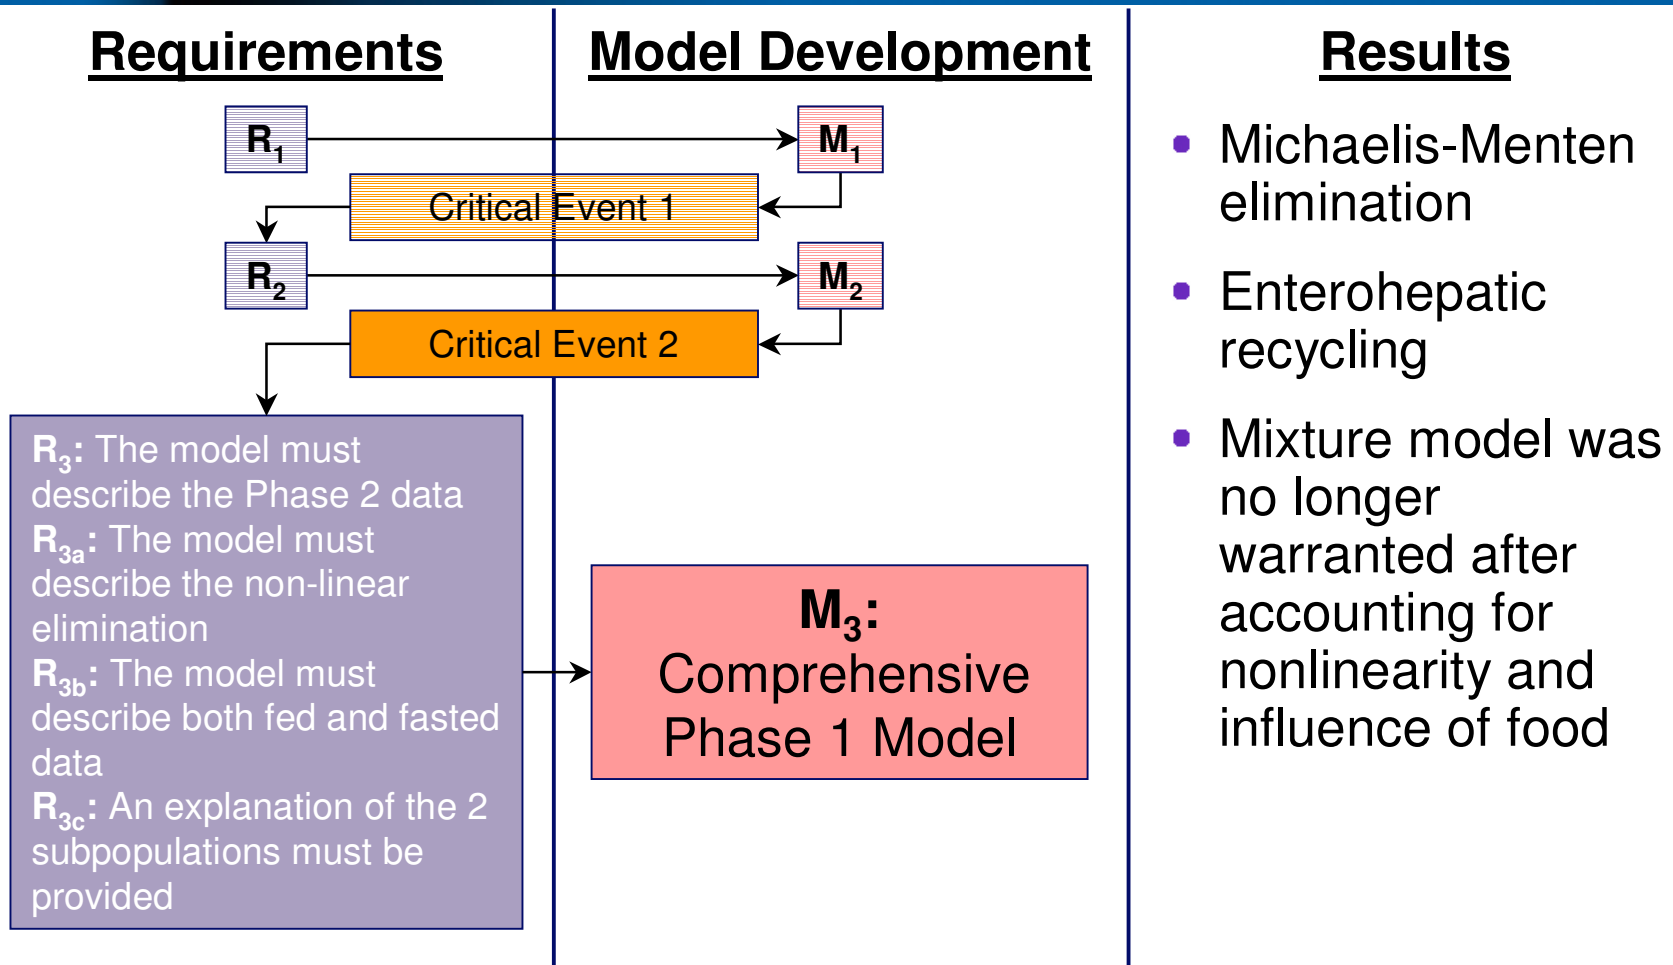 Requirements
R1
M1
Critical Event 1
R2
M2
Critical Event 2
R3: The model must
describe the Phase 2 data
R3a: The model must
describe the non-linear
elimination
R3b: The model must
describe both fed and fasted
data
R3c: An explanation of the 2
subpopulations must be
provided
Model Development
M3:
Comprehensive
Phase 1 Model
Results
• Michaelis-Menten
elimination
• Enterohepatic
recycling
• Mixture model was
no longer
warranted after
accounting for
nonlinearity and
influence of food